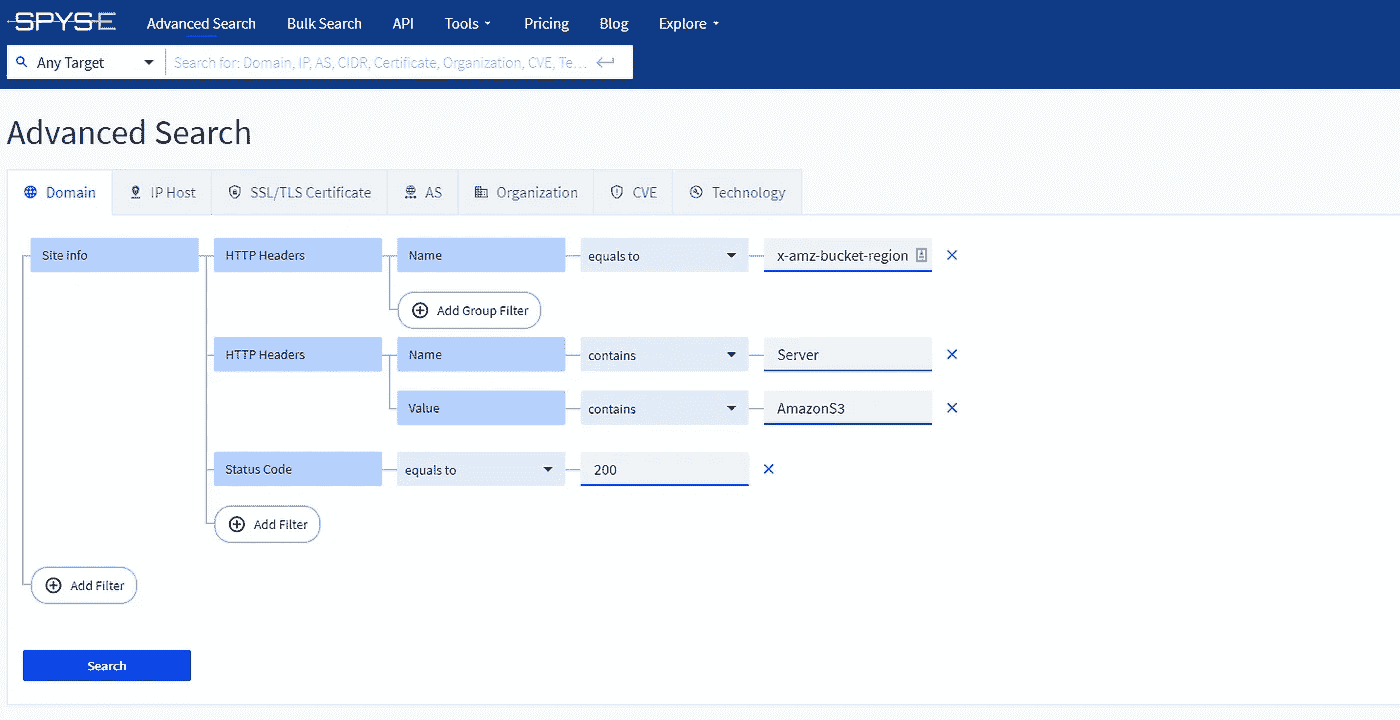 SPYSE Advanced Search Bulk Search API Tools Pricing Blog Explore
Any Target Search for: Domain, IP, AS, CIDR, Certificate, Organization, CVE, Te...
Advanced Search
Domain IP Host SSL/TLS Certificate AS Organization CVE Technology
Site info HTTP Headers Name equals to x-amz-bucket-region
Add Group Filter
HTTP Headers Name contains Server
Value contains AmazonS3
Status Code equals to 200
Add Filter
Add Filter
Search